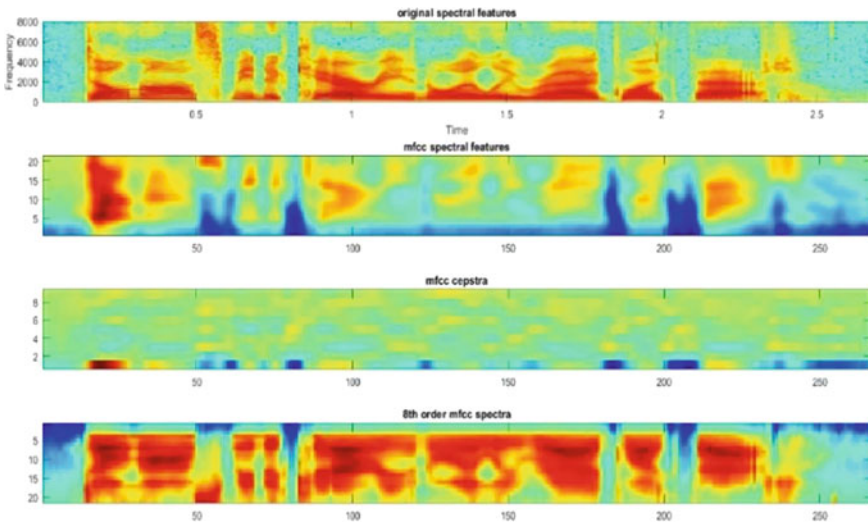 original spectral features
8000
6000
4000
2000
0
Frequency
0.5 1 1.5 2 2.5
Time
mfcc spectral features
20
15
10
5
50 100 150 200 250
mfcc cepstra
8
6
4
2
50 100 150 200 250
8th order mfcc spectra
5
10
15
20
50 100 150 200 250